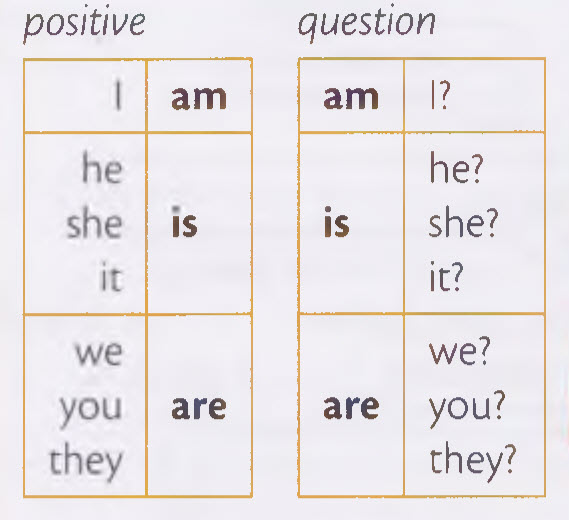 positive
I am
he
she is
it
we
you are
they
question
am I?
he?
is she?
it?
we?
are you?
they?